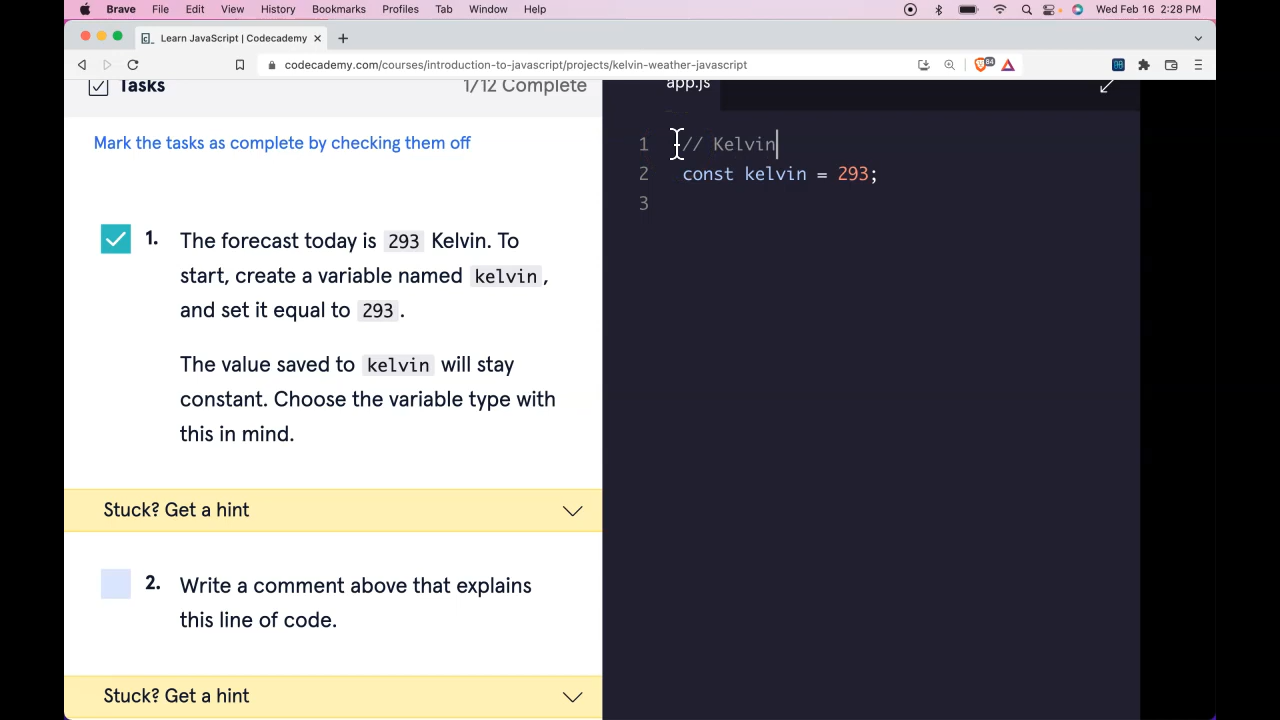 Brave File Edit View History Bookmarks Profiles Tab Window Help Wed Feb 16 2:28 PM
Learn JavaScript | Codecademy
codecademy.com/courses/introduction-to-javascript/projects/kelvin-weather-javascript 84
Tasks 1/12 Complete
Mark the tasks as complete by checking them off
1. The forecast today is 293 Kelvin. To
start, create a variable named kelvin,
and set it equal to 293.
The value saved to kelvin will stay
constant. Choose the variable type with
this in mind.
Stuck? Get a hint
2. Write a comment above that explains
this line of code.
Stuck? Get a hint
app.js
1 // Kelvin
2 const kelvin = 293;
3